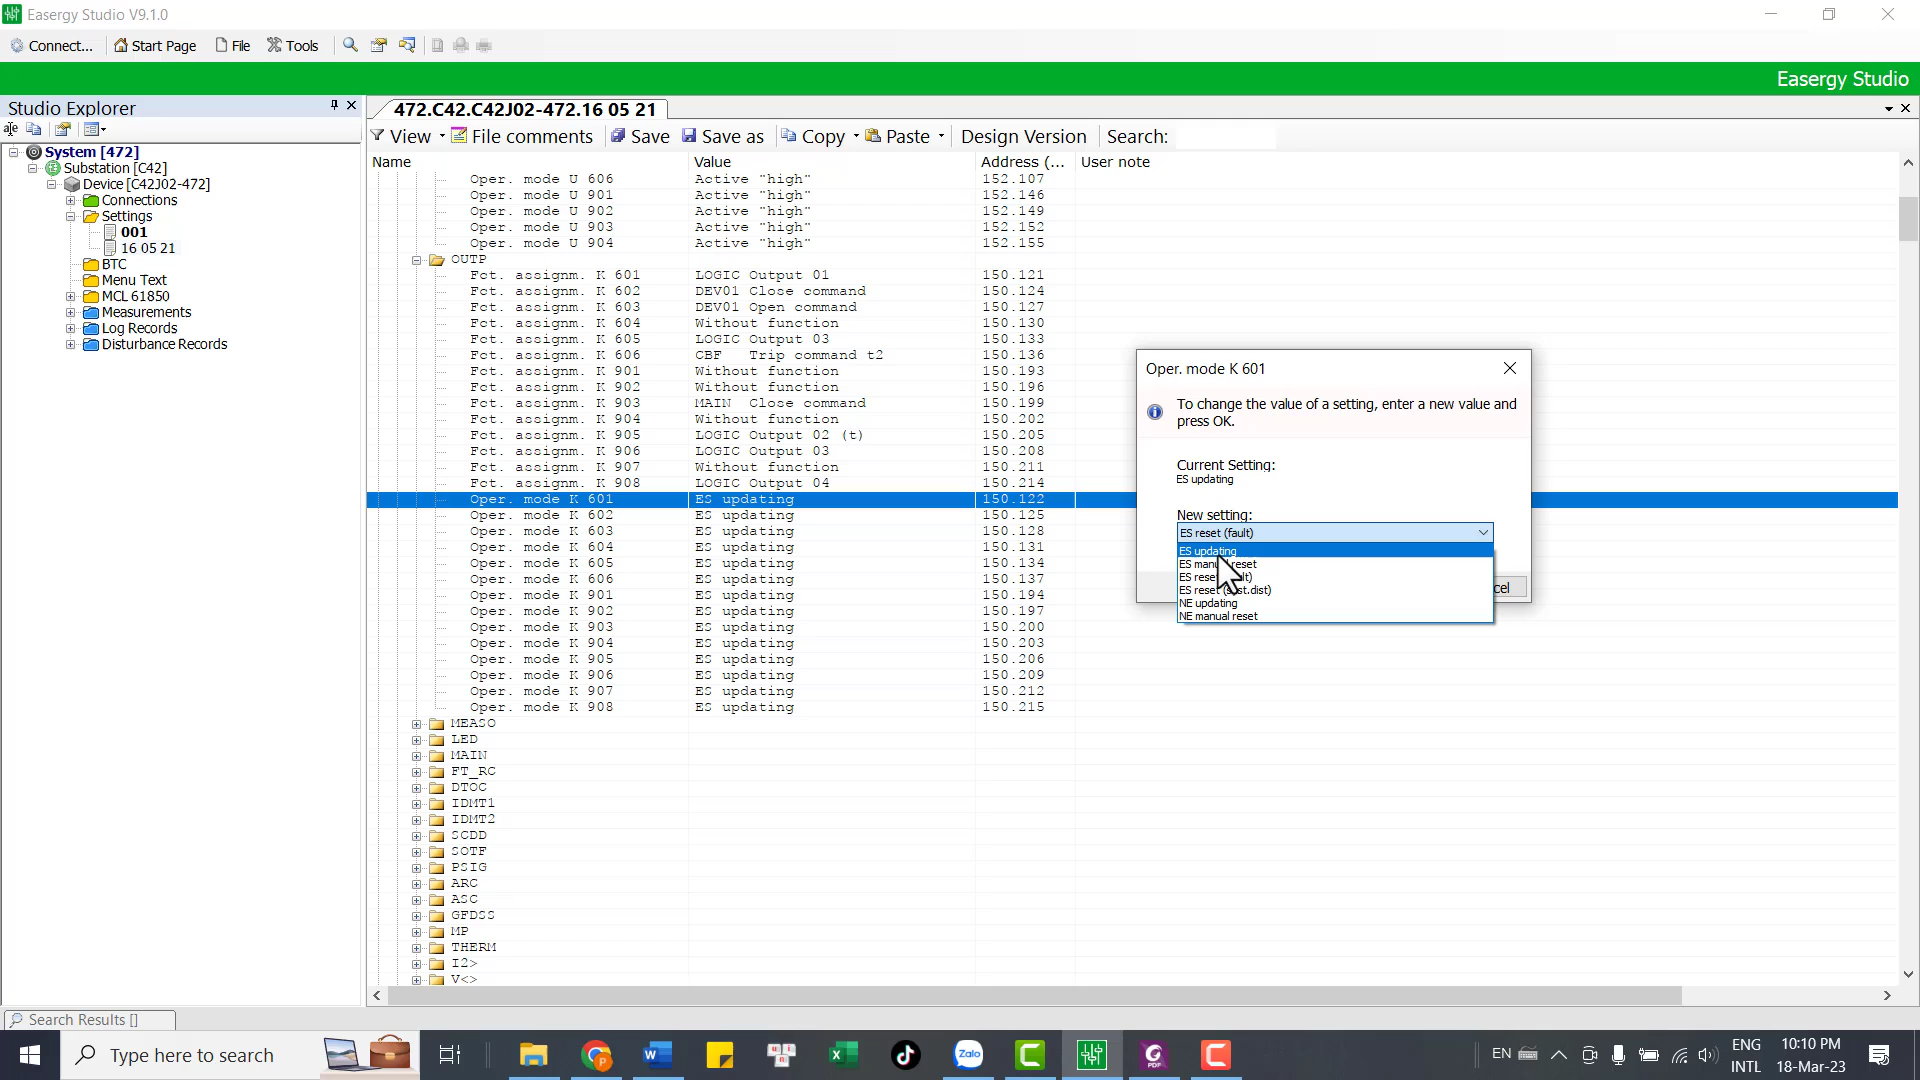 Easergy Studio V9.1.0
Connect... Start Page File Tools
Easergy Studio
Studio Explorer
472.C42.C42J02-472.16 05 21
View File comments Save Save as Copy Paste Design Version Search:
System [472]
Substation [C42]
Device [C42J02-472]
Connections
Settings
001
16 05 21
BTC
Menu Text
MCL 61850
Measurements
Log Records
Disturbance Records
Name Value Address (... User note
Oper. mode U 606 Active "high" 152.107
Oper. mode U 901 Active "high" 152.146
Oper. mode U 902 Active "high" 152.149
Oper. mode U 903 Active "high" 152.152
Oper. mode U 904 Active "high" 152.155
OUTP
Fct. assignm. K 601 LOGIC Output 01 150.121
Fct. assignm. K 602 DEV01 Close command 150.124
Fct. assignm. K 603 DEV01 Open command 150.127
Fct. assignm. K 604 Without function 150.130
Fct. assignm. K 605 LOGIC Output 03 150.133
Fct. assignm. K 606 CBF Trip command t2 150.136
Fct. assignm. K 901 Without function 150.193
Fct. assignm. K 902 Without function 150.196
Fct. assignm. K 903 MAIN Close command 150.199
Fct. assignm. K 904 Without function 150.202
Fct. assignm. K 905 LOGIC Output 02 (t) 150.205
Fct. assignm. K 906 LOGIC Output 03 150.208
Fct. assignm. K 907 Without function 150.211
Fct. assignm. K 908 LOGIC Output 04 150.214
Oper. mode K 601 ES updating 150.122
Oper. mode K 602 ES updating 150.125
Oper. mode K 603 ES updating 150.128
Oper. mode K 604 ES updating 150.131
Oper. mode K 605 ES updating 150.134
Oper. mode K 606 ES updating 150.137
Oper. mode K 901 ES updating 150.194
Oper. mode K 902 ES updating 150.197
Oper. mode K 903 ES updating 150.200
Oper. mode K 904 ES updating 150.203
Oper. mode K 905 ES updating 150.206
Oper. mode K 906 ES updating 150.209
Oper. mode K 907 ES updating 150.212
Oper. mode K 908 ES updating 150.215
MEASO
LED
MAIN
FT_RC
DTOC
IDMT1
IDMT2
SCDD
SOTF
PSIG
ARC
ASC
GFDSS
MP
THERM
I2>
V<>
Oper. mode K 601
To change the value of a setting, enter a new value and
press OK.
Current Setting:
ES updating
New setting:
ES reset (fault)
ES updating
ES manual reset
ES reset
ES reset
NE updating
NE manual reset
Search Results []
Type here to search
Zalo
PDF
EN
ENG
INTL
10:10 PM
18-Mar-23